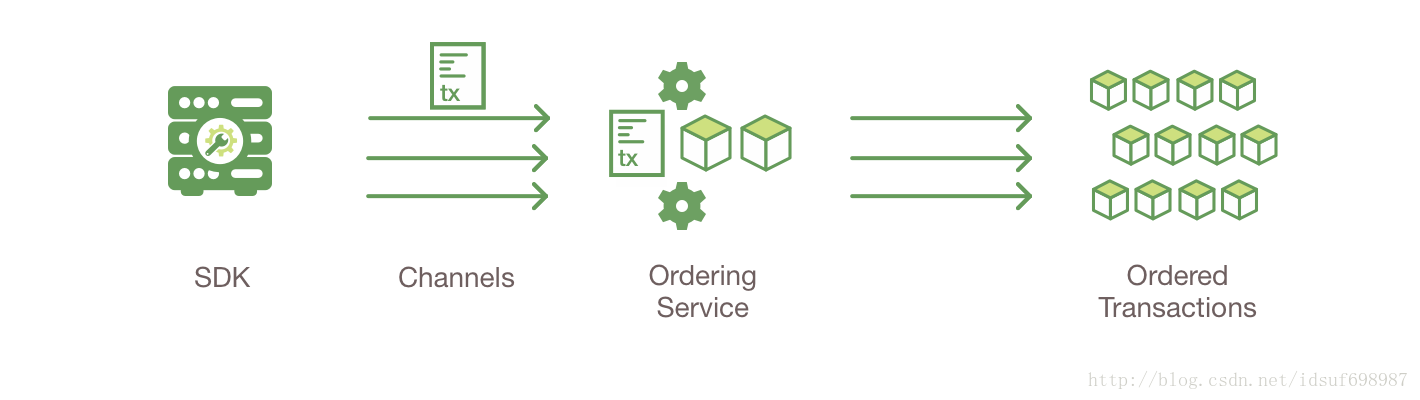 tx
tx
SDK
Channels
Ordering
Service
Ordered
Transactions
http://blog.csdn.net/idsuf698987